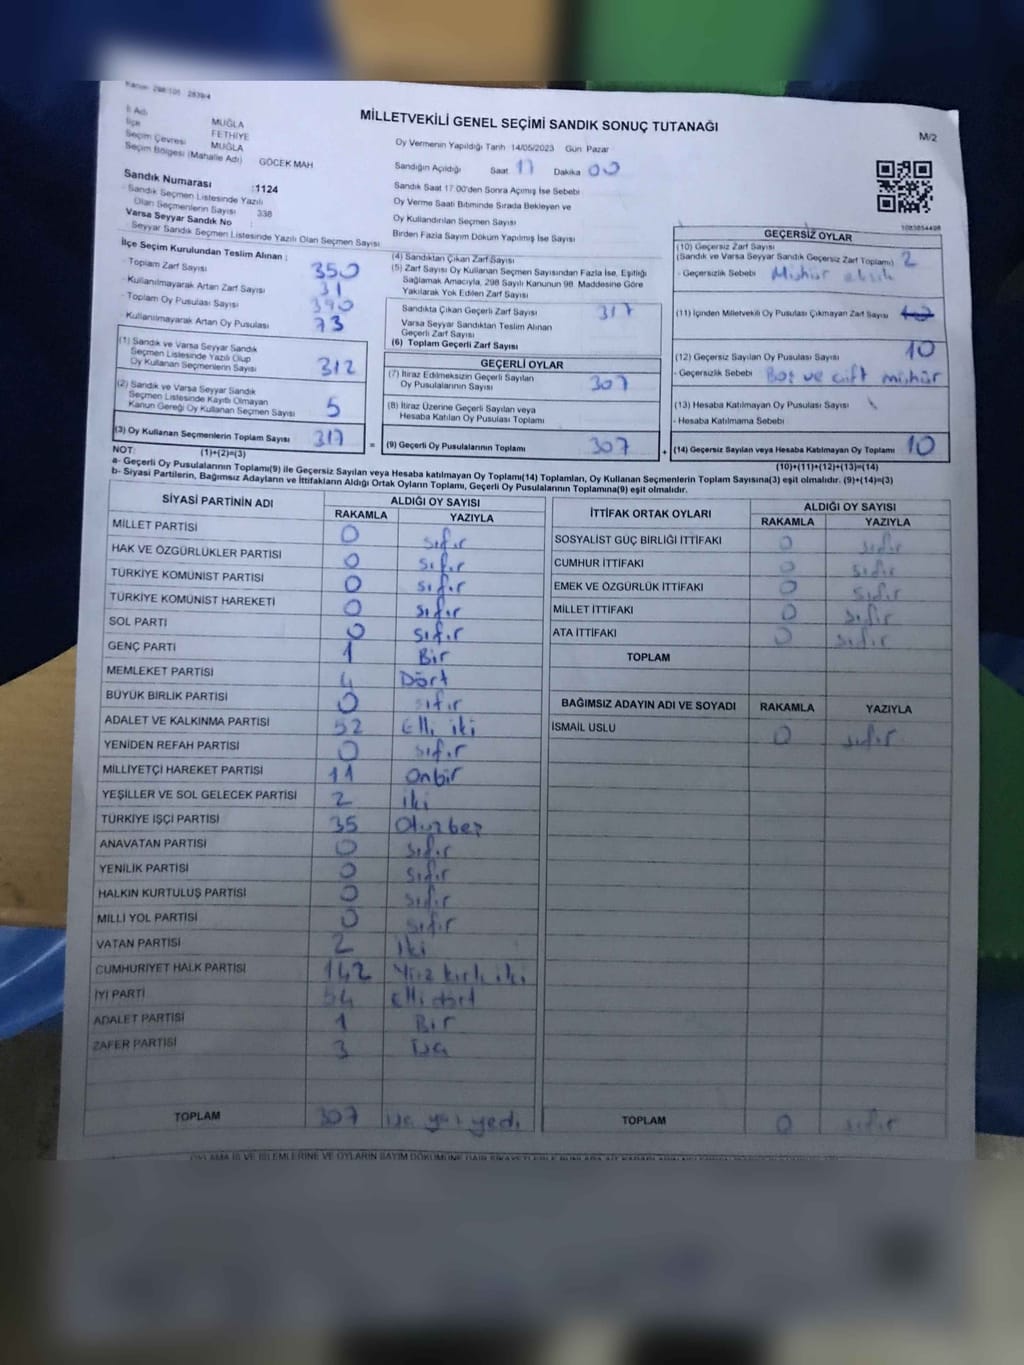 Kanun: 298/105 2839/4
MİLLETVEKİLİ GENEL SEÇİMİ SANDIK SONUÇ TUTANAĞI
M/2
İl Adı MUĞLA
İlçe FETHİYE
Seçim Çevresi MUĞLA
Seçim Bölgesi (Mahalle Adı) GÖCEK MAH
Sandık Numarası :1124
- Sandık Seçmen Listesinde Yazılı
Olan Seçmenlerin Sayısı 338
Varsa Seyyar Sandık No
Seyyar Sandık Seçmen Listesinde Yazılı Olan Seçmen Sayısı
Oy Vermenin Yapıldığı Tarih 14/05/2023 Gün Pazar
Sandığın Açıldığı Saat 17 Dakika 00
Sandık Saat 17.00'den Sonra Açımış İse Sebebi
Oy Verme Saati Bitiminde Sırada Bekleyen ve
Oy Kullandırılan Seçmen Sayısı
Birden Fazla Sayım Döküm Yapılmış İse Sayısı
1083854498
İlçe Seçim Kurulundan Teslim Alınan ;
- Toplam Zarf Sayısı 350
- Kullanılmayarak Artan Zarf Sayısı 31
- Toplam Oy Pusulası Sayısı 390
- Kullanılmayarak Artan Oy Pusulası 73
(1) Sandık ve Varsa Seyyar Sandık
Seçmen Listesinde Yazılı Olup
Oy Kullanan Seçmenlerin Sayısı 312
(2) Sandık ve Varsa Seyyar Sandık
Seçmen Listesinde Kayıtlı Olmayan
Kanun Gereği Oy Kullanan Seçmen Sayısı 5
(3) Oy Kullanan Seçmenlerin Toplam Sayısı 317
(1)+(2)=(3)
(4) Sandıktan Çıkan Zarf Sayısı
(5) Zarf Sayısı Oy Kullanan Seçmen Sayısından Fazla İse, Eşitliği
Sağlamak Amacıyla, 298 Sayılı Kanunun 98. Maddesine Göre
Yakılarak Yok Edilen Zarf Sayısı
Sandıkta Çıkan Geçerli Zarf Sayısı 317
Varsa Seyyar Sandıktan Teslim Alınan
Geçerli Zarf Sayısı
(6) Toplam Geçerli Zarf Sayısı
GEÇERLİ OYLAR
(7) İtiraz Edilmeksizin Geçerli Sayılan
Oy Pusulalarının Sayısı 307
(8) İtiraz Üzerine Geçerli Sayılan veya
Hesaba Katılan Oy Pusulası Toplamı
= (9) Geçerli Oy Pusulalarının Toplamı 307 +
GEÇERSİZ OYLAR
(10) Geçersiz Zarf Sayısı
(Sandık ve Varsa Seyyar Sandık Geçersiz Zarf Toplamı) 2
- Geçersizlik Sebebi Mühür eksik
(11) İçinden Milletvekili Oy Pusulası Çıkmayan Zarf Sayısı
(12) Geçersiz Sayılan Oy Pusulası Sayısı 10
- Geçersizlik Sebebi Boş ve çift mühür
(13) Hesaba Katılmayan Oy Pusulası Sayısı
- Hesaba Katılmama Sebebi
(14) Geçersiz Sayılan veya Hesaba Katılmayan Oy Toplamı 10
(10)+(11)+(12)+(13)=(14)
NOT:
a- Geçerli Oy Pusulalarının Toplamı(9) ile Geçersiz Sayılan veya Hesaba katılmayan Oy Toplamı(14) Toplamları, Oy Kullanan Seçmenlerin Toplam Sayısına(3) eşit olmalıdır. (9)+(14)=(3)
b- Siyasi Partilerin, Bağımsız Adayların ve İttifakların Aldığı Ortak Oyların Toplamı, Geçerli Oy Pusulalarının Toplamına(9) eşit olmalıdır.
SİYASİ PARTİNİN ADI ALDIĞI OY SAYISI
RAKAMLA YAZIYLA
MİLLET PARTİSİ 0 sıfır
HAK VE ÖZGÜRLÜKLER PARTİSİ 0 sıfır
TÜRKİYE KOMÜNİST PARTİSİ 0 sıfır
TÜRKİYE KOMÜNİST HAREKETİ 0 sıfır
SOL PARTİ 0 sıfır
GENÇ PARTİ 1 Bir
MEMLEKET PARTİSİ 4 Dört
BÜYÜK BİRLİK PARTİSİ 0 sıfır
ADALET VE KALKINMA PARTİSİ 52 Elli iki
YENİDEN REFAH PARTİSİ 0 sıfır
MİLLİYETÇİ HAREKET PARTİSİ 11 Onbir
YEŞİLLER VE SOL GELECEK PARTİSİ 2 iki
TÜRKİYE İŞÇİ PARTİSİ 35 Otuzbeş
ANAVATAN PARTİSİ 0 sıfır
YENİLİK PARTİSİ 0 sıfır
HALKIN KURTULUŞ PARTİSİ 0 sıfır
MİLLİ YOL PARTİSİ 0 sıfır
VATAN PARTİSİ 2 iki
CUMHURİYET HALK PARTİSİ 142 Yüz kırk iki
İYİ PARTİ 54 Elli dört
ADALET PARTİSİ 1 Bir
ZAFER PARTİSİ 3 Üç
TOPLAM 307 Üç yüz yedi
İTTİFAK ORTAK OYLARI ALDIĞI OY SAYISI
RAKAMLA YAZIYLA
SOSYALİST GÜÇ BİRLİĞİ İTTİFAKI 0 sıfır
CUMHUR İTTİFAKI 0 sıfır
EMEK VE ÖZGÜRLÜK İTTİFAKI 0 sıfır
MİLLET İTTİFAKI 0 sıfır
ATA İTTİFAKI 0 sıfır
TOPLAM
BAĞIMSIZ ADAYIN ADI VE SOYADI RAKAMLA YAZIYLA
İSMAİL USLU 0 sıfır
TOPLAM 0 sıfır